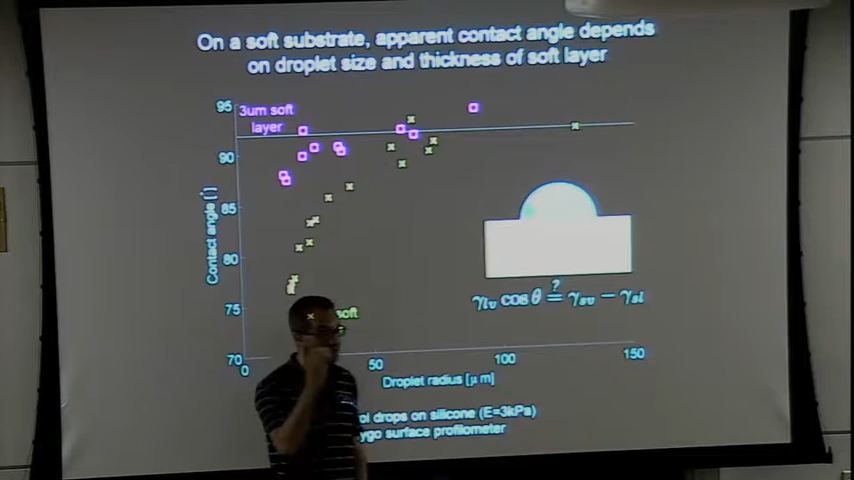 On a soft substrate, apparent contact angle depends
on droplet size and thickness of soft layer
95
3um soft
layer
90
85
80
75
70
Contact angle (°)
soft
γlv cos θ ≟ γsv − γsl
0
50
100
150
Droplet radius [μ m]
drops on silicone (E=3kPa)
surface profilometer